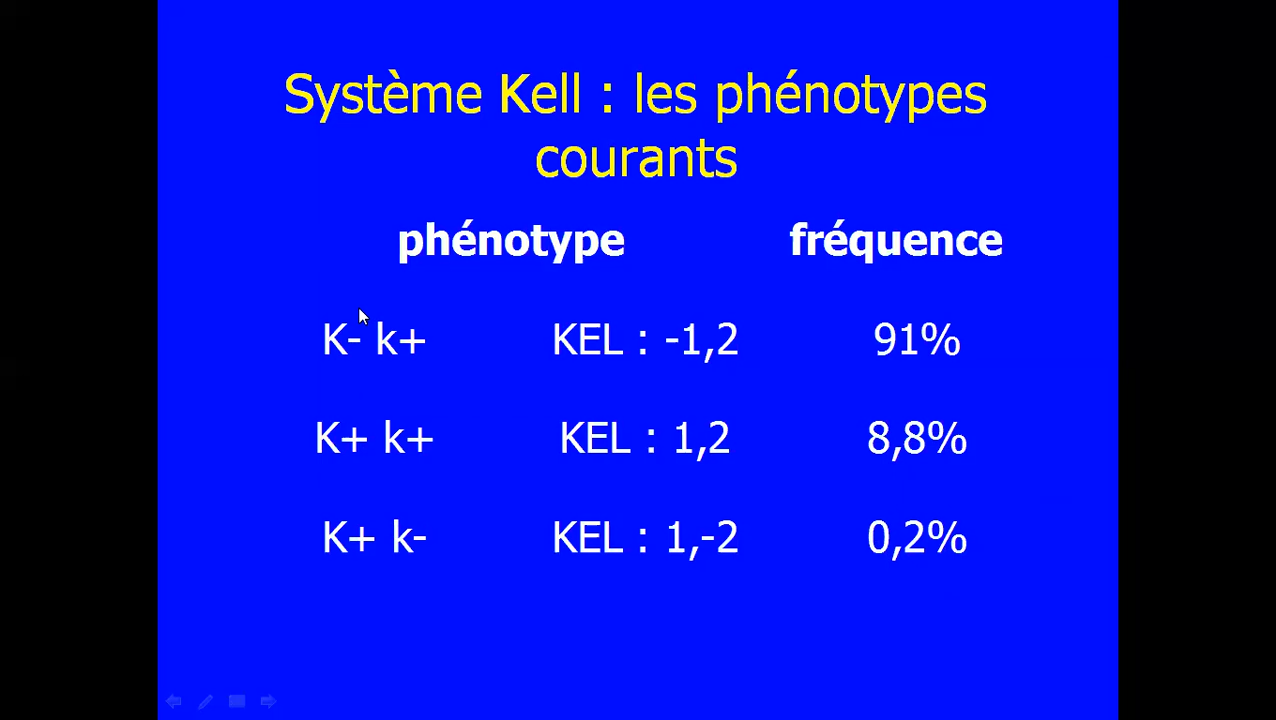 Système Kell : les phénotypes
courants
phénotype fréquence
K- k+ KEL : -1,2 91%
K+ k+ KEL : 1,2 8,8%
K+ k- KEL : 1,-2 0,2%